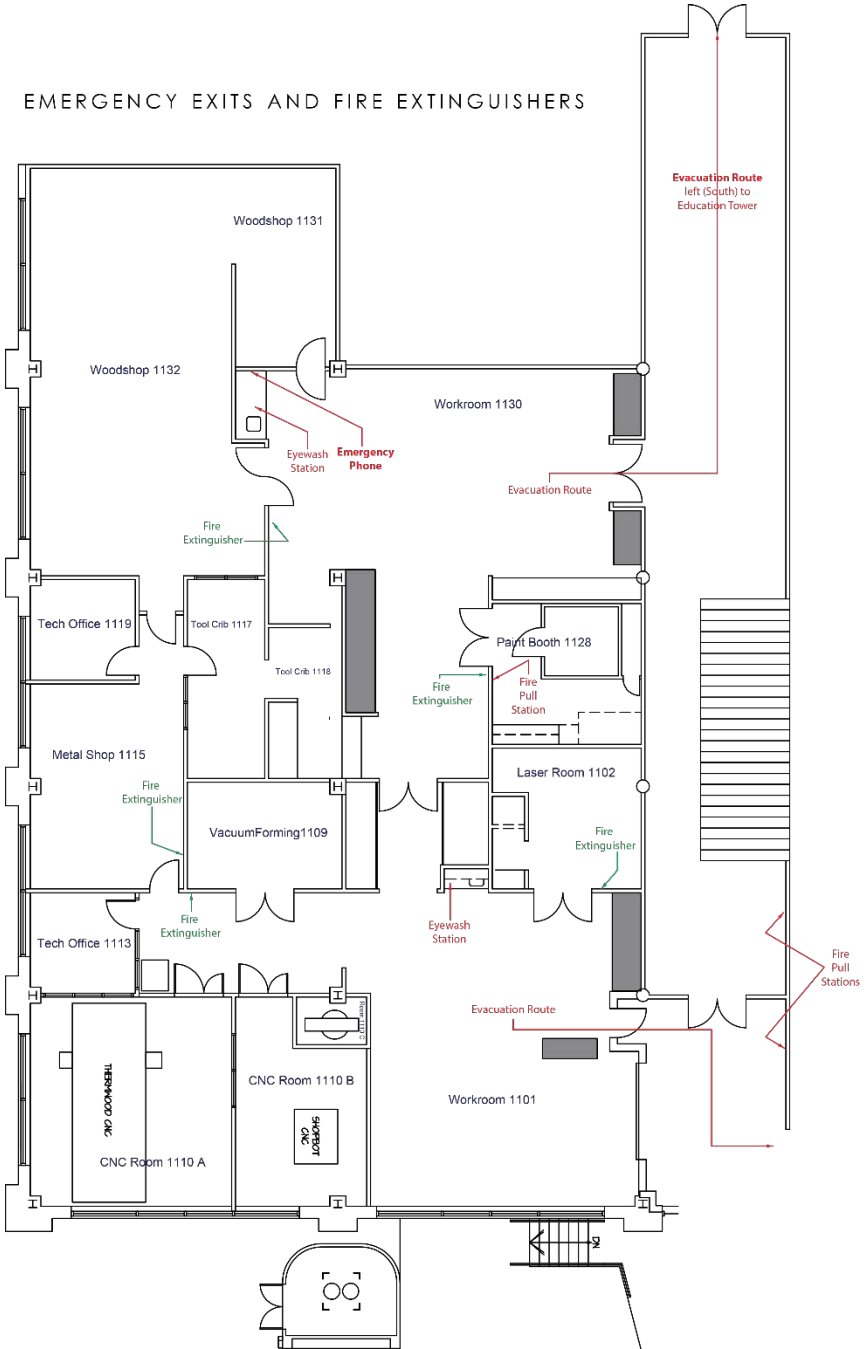 EMERGENCY EXITS AND FIRE EXTINGUISHERS
Evacuation Route
left (South) to
Education Tower
Woodshop 1131
Woodshop 1132
Workroom 1130
Eyewash
Station
Emergency
Phone
Evacuation Route
Fire
Extinguisher
Tech Office 1119
Tool Crib 1117
Tool Crib 1118
Paint Booth 1128
Fire
Extinguisher
Fire
Pull
Station
Metal Shop 1115
Laser Room 1102
Fire
Extinguisher
VacuumForming1109
Fire
Extinguisher
Fire
Extinguisher
Eyewash
Station
Tech Office 1113
Fire
Pull
Stations
Evacuation Route
Room 1110 C
THERMWOOD CNC
CNC Room 1110 B
Workroom 1101
SHOPBOT
CNC
CNC Room 1110 A
DN
H
H
H
H
H
H
H
H
H
H